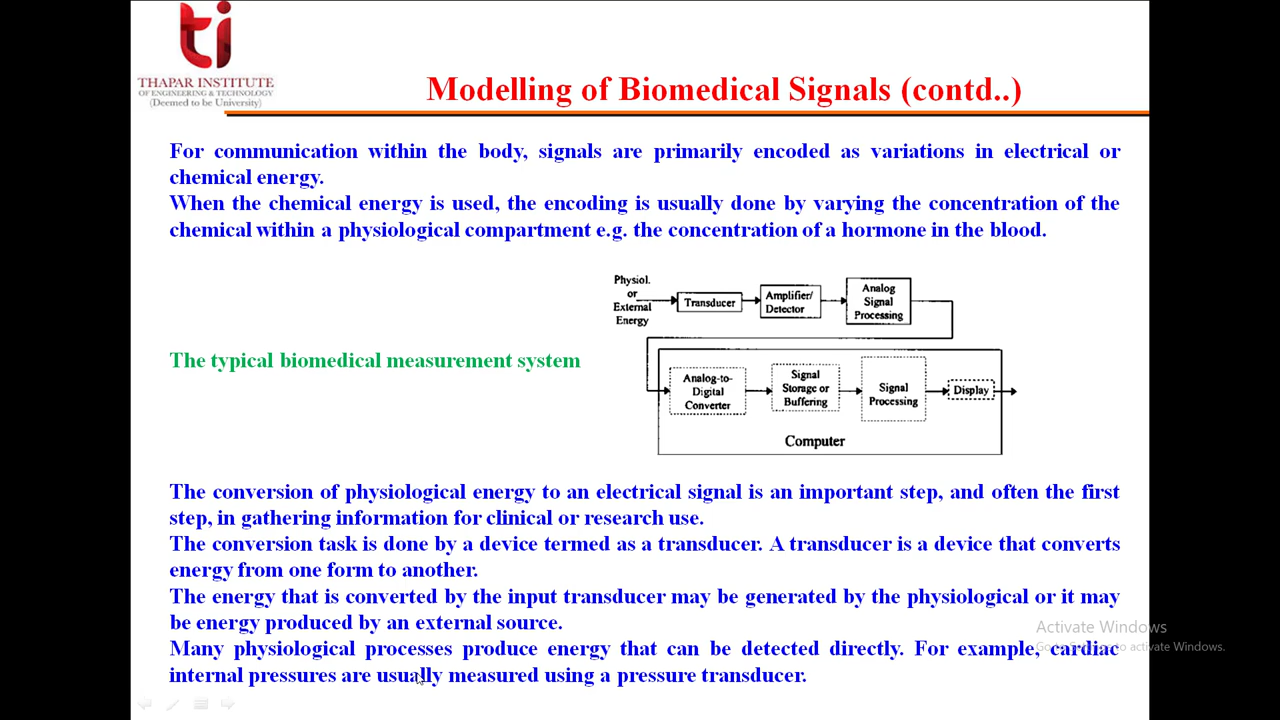 ti
THAPAR INSTITUTE
OF ENGINEERING & TECHNOLOGY
(Deemed to be University)
Modelling of Biomedical Signals (contd..)
For communication within the body, signals are primarily encoded as variations in electrical or
chemical energy.
When the chemical energy is used, the encoding is usually done by varying the concentration of the
chemical within a physiological compartment e.g. the concentration of a hormone in the blood.
Physiol.
or
External
Energy
Transducer
Amplifier/
Detector
Analog
Signal
Processing
The typical biomedical measurement system
Analog-to-
Digital
Converter
Signal
Storage or
Buffering
Signal
Processing
Display
Computer
The conversion of physiological energy to an electrical signal is an important step, and often the first
step, in gathering information for clinical or research use.
The conversion task is done by a device termed as a transducer. A transducer is a device that converts
energy from one form to another.
The energy that is converted by the input transducer may be generated by the physiological or it may
be energy produced by an external source.
Many physiological processes produce energy that can be detected directly. For example, cardiac
internal pressures are usually measured using a pressure transducer.
Activate Windows
Go to Settings to activate Windows.